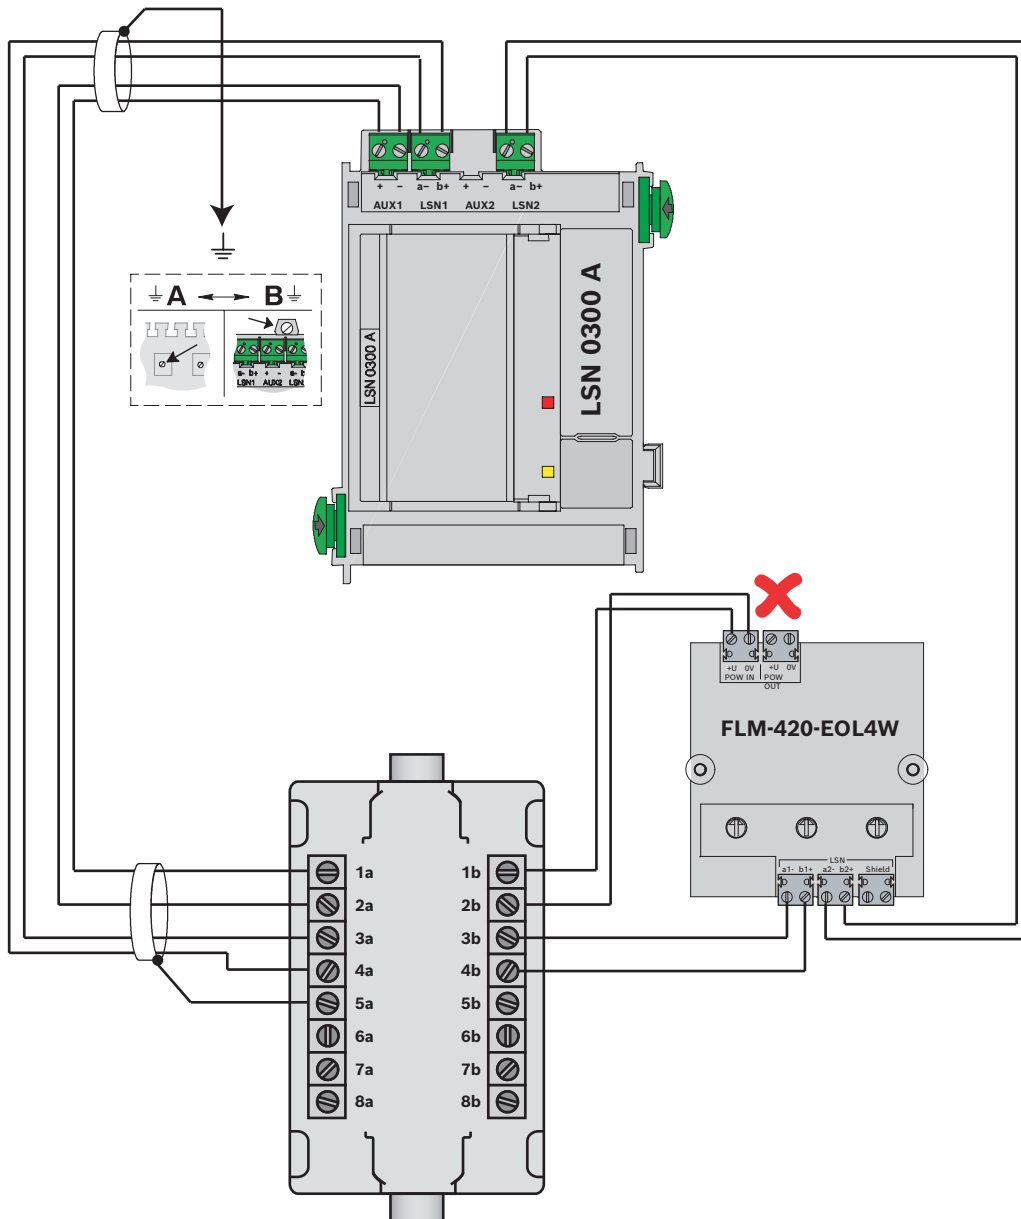 + − a− b+ + − a− b+
AUX1 LSN1 AUX2 LSN2
A B
a- b+ + - a- b
LSN1 AUX2 LSN
LSN 0300 A
LSN 0300 A
+U 0V +U 0V
POW IN POW
OUT
FLM-420-EOL4W
LSN
a1- b1+ a2- b2+ Shield
1a 1b
2a 2b
3a 3b
4a 4b
5a 5b
6a 6b
7a 7b
8a 8b